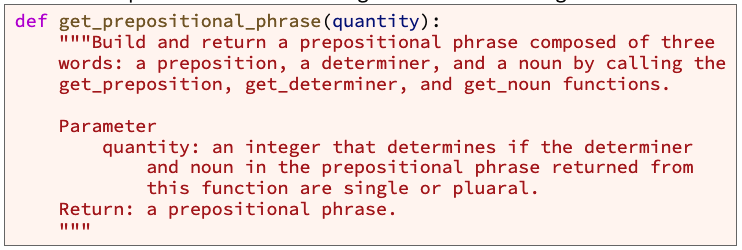 def get_prepositional_phrase(quantity):
"""Build and return a prepositional phrase composed of three
words: a preposition, a determiner, and a noun by calling the
get_preposition, get_determiner, and get_noun functions.
Parameter
quantity: an integer that determines if the determiner
and noun in the prepositional phrase returned from
this function are single or pluaral.
Return: a prepositional phrase.
"""